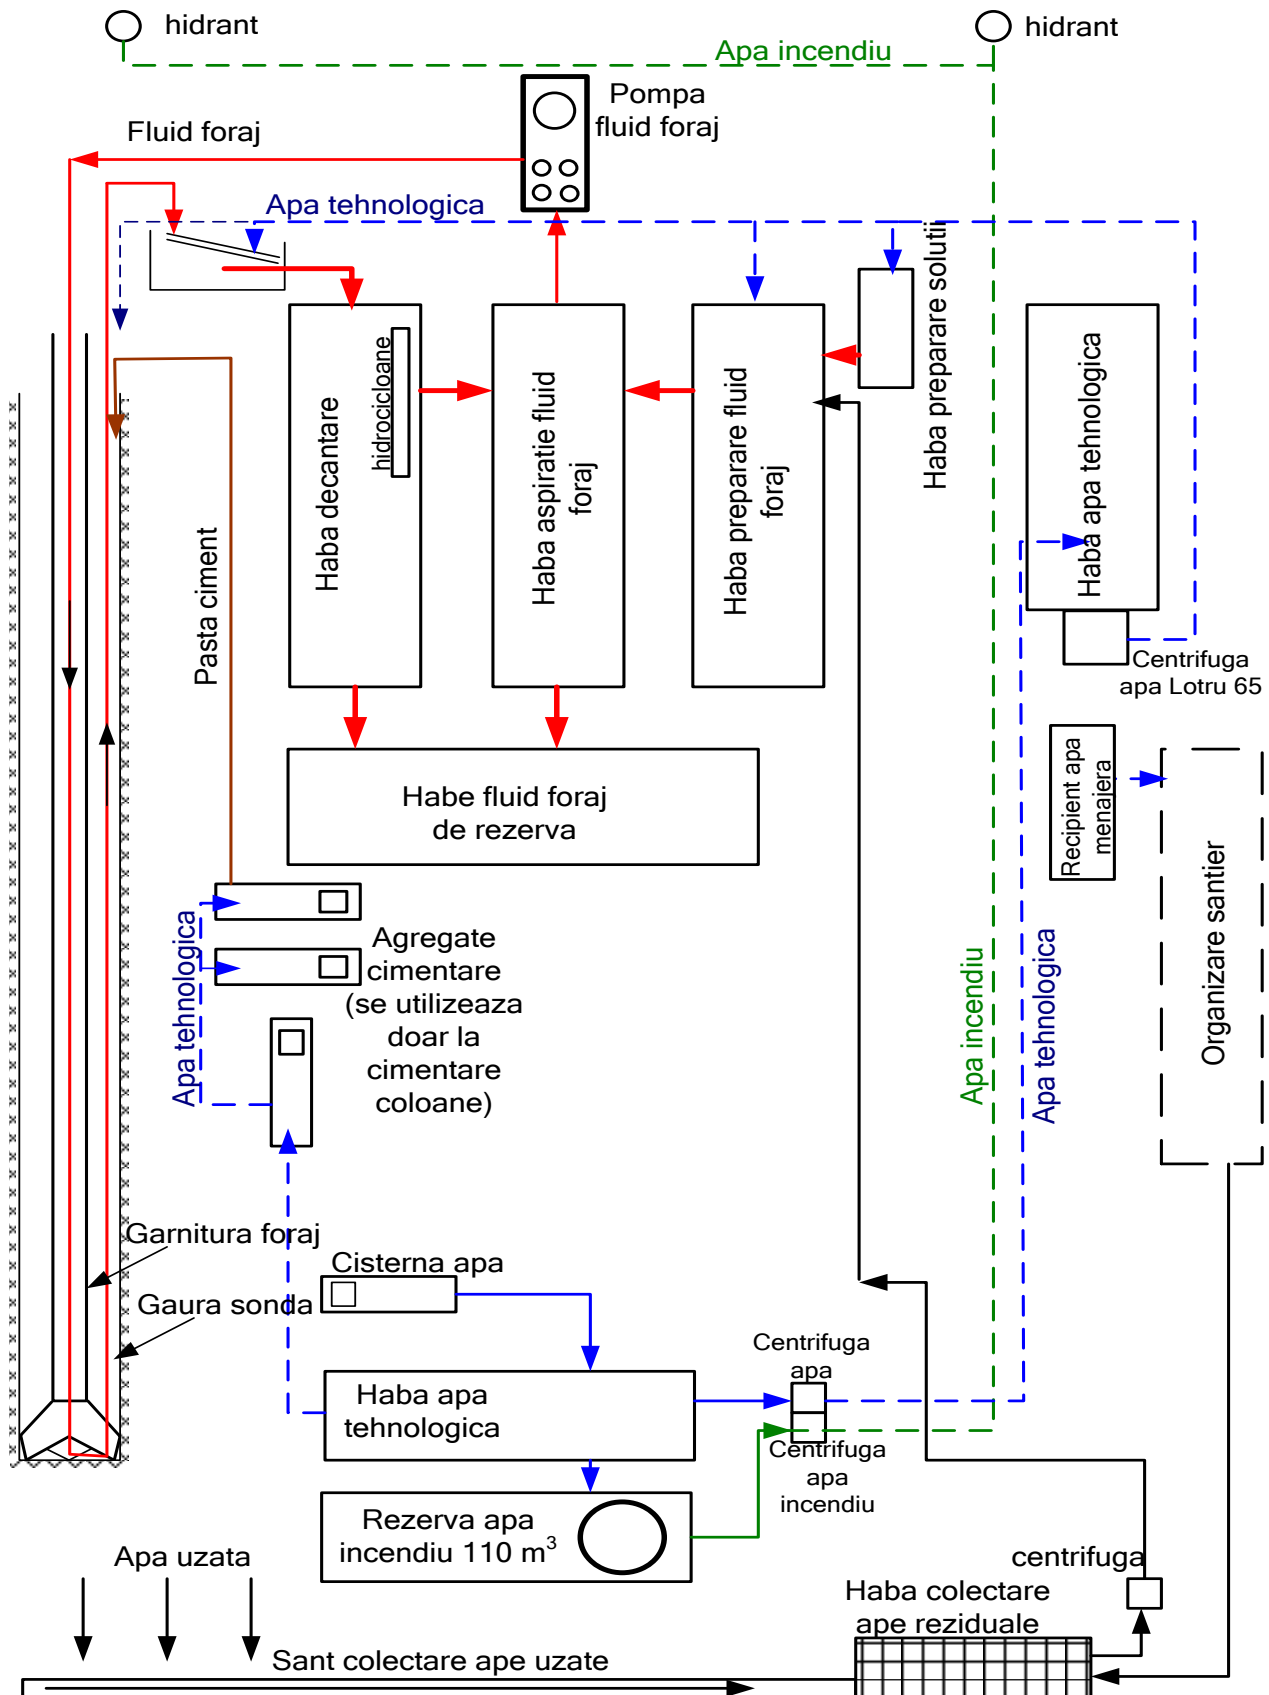 hidrant
hidrant
Apa incendiu
Pompa
fluid foraj
Fluid foraj
Apa tehnologica
Haba preparare solutii
Haba decantare
hidrocicloane
Haba aspiratie fluid
foraj
Haba preparare fluid
foraj
Haba apa tehnologica
Pasta ciment
Centrifuga
apa Lotru 65
Recipient apa
menajera
Organizare santier
Habe fluid foraj
de rezerva
Apa tehnologica
Agregate
cimentare
(se utilizeaza
doar la
cimentare
coloane)
Apa incendiu
Apa tehnologica
Garnitura foraj
Gaura sonda
Cisterna apa
Centrifuga
apa
Haba apa
tehnologica
Centrifuga
apa
incendiu
Rezerva apa
incendiu 110 m³
Apa uzata
centrifuga
Haba colectare
ape reziduale
Sant colectare ape uzate